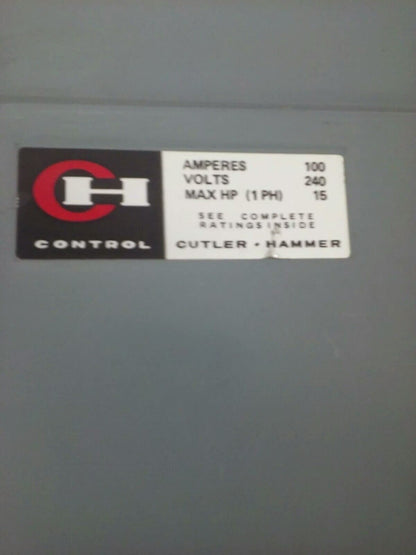 CH
CONTROL
AMPERES 100
VOLTS 240
MAX HP (1 PH) 15
SEE COMPLETE
RATINGS INSIDE
CUTLER • HAMMER